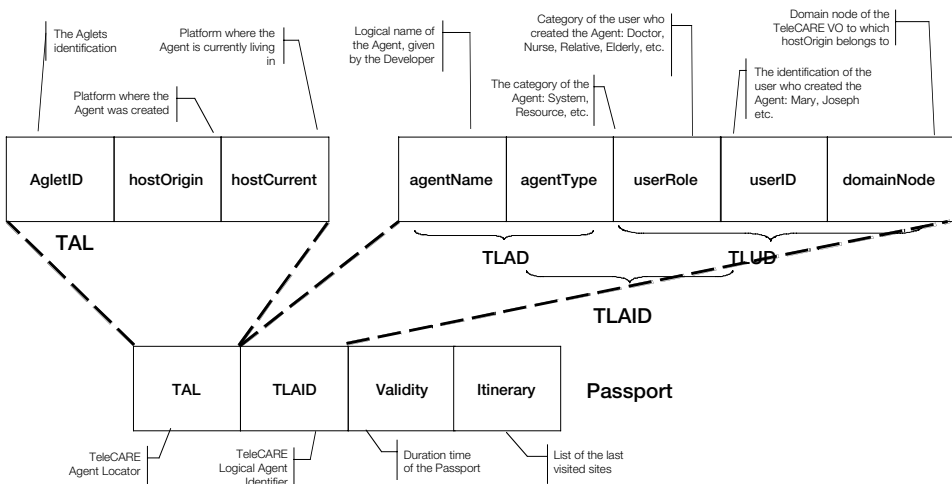 The Aglets
identification
Platform where the
Agent is currently living
in
Platform where the
Agent was created
Logical name of
the Agent, given
by the Developer
Category of the user who
created the Agent: Doctor,
Nurse, Relative, Elderly, etc.
The category of the
Agent: System,
Resource, etc.
Domain node of the
TeleCARE VO to which
hostOrigin belongs to
The identification of the
user who created the
Agent: Mary, Joseph
etc.
AgletID hostOrigin hostCurrent
agentName agentType userRole userID domainNode
TAL
TLAD TLUD
TLAID
TAL TLAID Validity Itinerary Passport
TeleCARE
Agent Locator
TeleCARE
Logical Agent
Identifier
Duration time
of the Passport
List of the last
visited sites